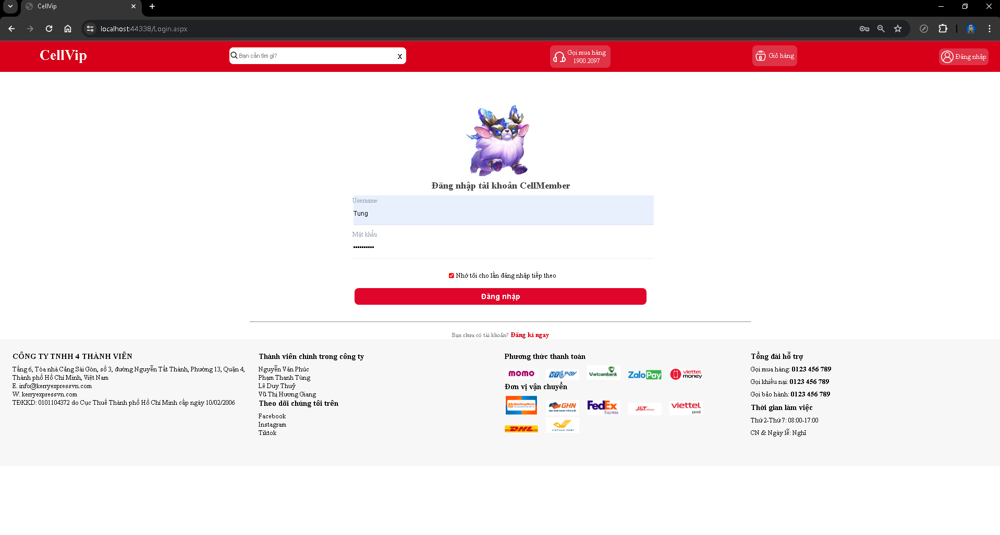 CellVip
localhost:44338/Login.aspx
CellVip
Bạn cần tìm gì?
X
Gọi mua hàng
1900.2097
Giỏ hàng
Đăng nhập
Đăng nhập tài khoản CellMember
Username
Tung
Mật khẩu
••••••••••
Nhớ tôi cho lần đăng nhập tiếp theo
Đăng nhập
Bạn chưa có tài khoản? Đăng kí ngay
CÔNG TY TNHH 4 THÀNH VIÊN
Tầng 6, Tòa nhà Cảng Sài Gòn, số 3, đường Nguyễn Tất Thành, Phường 13, Quận 4,
Thành phố Hồ Chí Minh, Việt Nam
E. info@kerryexpressvn.com
W. kerryexpressvn.com
TĐKKD: 0101104372 do Cục Thuế Thành phố Hồ Chí Minh cấp ngày 10/02/2006
Thành viên chính trong công ty
Nguyễn Văn Phúc
Phạm Thanh Tùng
Lê Duy Thuỷ
Vũ Thị Hương Giang
Theo dõi chúng tôi trên
Facebook
Instagram
Tiktok
Phương thức thanh toán
momo
VTC PAY
Vietcombank
ZaloPay
viettel
money
Đơn vị vận chuyển
GiaoHangNhanh
GHN
FedEx
Express
J&T EXPRESS
viettel
post
DHL
VIETNAM POST
Tổng đài hỗ trợ
Gọi mua hàng: 0123 456 789
Gọi khiếu nại: 0123 456 789
Gọi bảo hành: 0123 456 789
Thời gian làm việc
Thứ 2-Thứ 7: 08:00-17:00
CN & Ngày lễ: Nghỉ